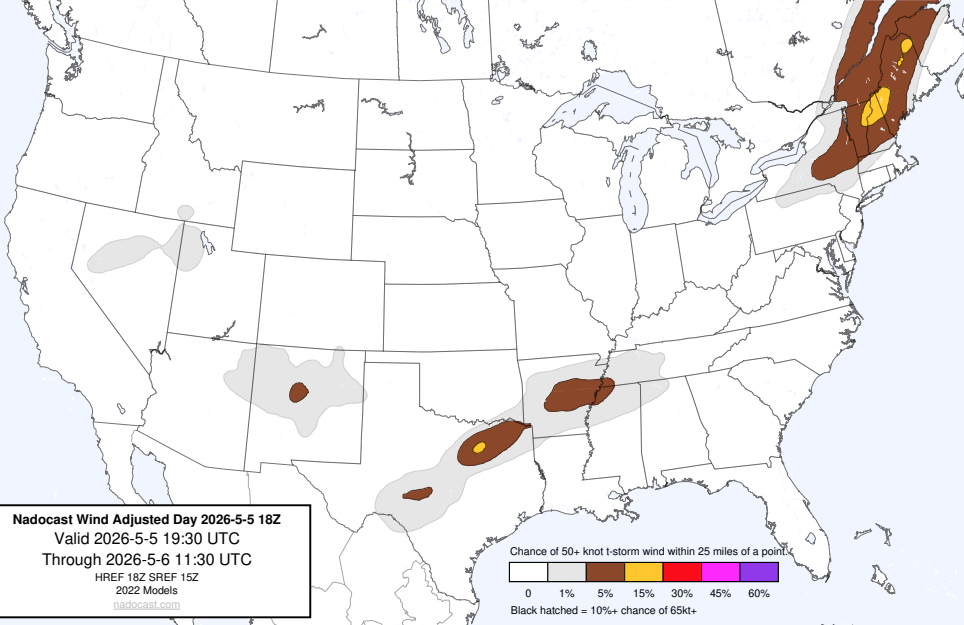 Nadocast Wind Adjusted Day 2026-5-5 18Z
Valid 2026-5-5 19:30 UTC
Through 2026-5-6 11:30 UTC
HREF 18Z SREF 15Z
2022 Models
nadocast.com
Chance of 50+ knot t-storm wind within 25 miles of a point.
0 1% 5% 15% 30% 45% 60%
Black hatched = 10%+ chance of 65kt+